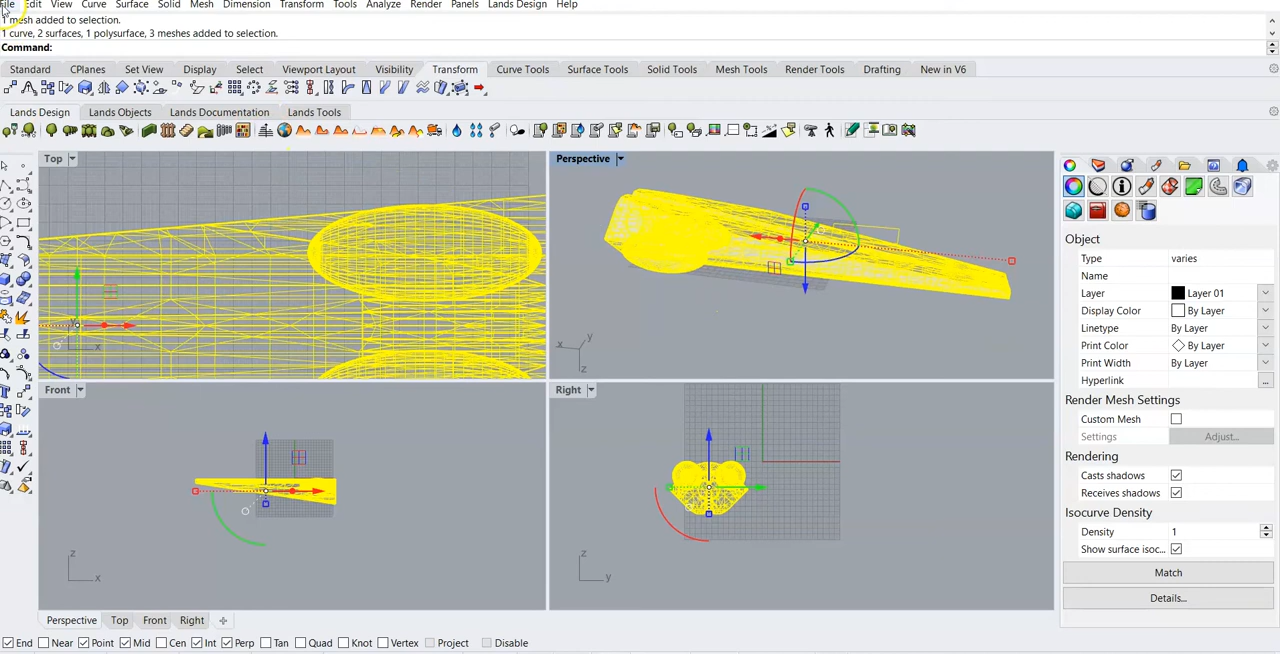 File Edit View Curve Surface Solid Mesh Dimension Transform Tools Analyze Render Panels Lands Design Help
1 mesh added to selection.
1 curve, 2 surfaces, 1 polysurface, 3 meshes added to selection.
Command:
Standard CPlanes Set View Display Select Viewport Layout Visibility Transform Curve Tools Surface Tools Solid Tools Mesh Tools Render Tools Drafting New in V6
Lands Design Lands Objects Lands Documentation Lands Tools
Top
Perspective
Front
Right
y
x
x
y
z
z
x
z
y
Object
Type varies
Name
Layer Layer 01
Display Color By Layer
Linetype By Layer
Print Color By Layer
Print Width By Layer
Hyperlink ...
Render Mesh Settings
Custom Mesh
Settings Adjust...
Rendering
Casts shadows
Receives shadows
Isocurve Density
Density 1
Show surface isoc...
Match
Details...
Perspective Top Front Right
End Near Point Mid Cen Int Perp Tan Quad Knot Vertex Project Disable